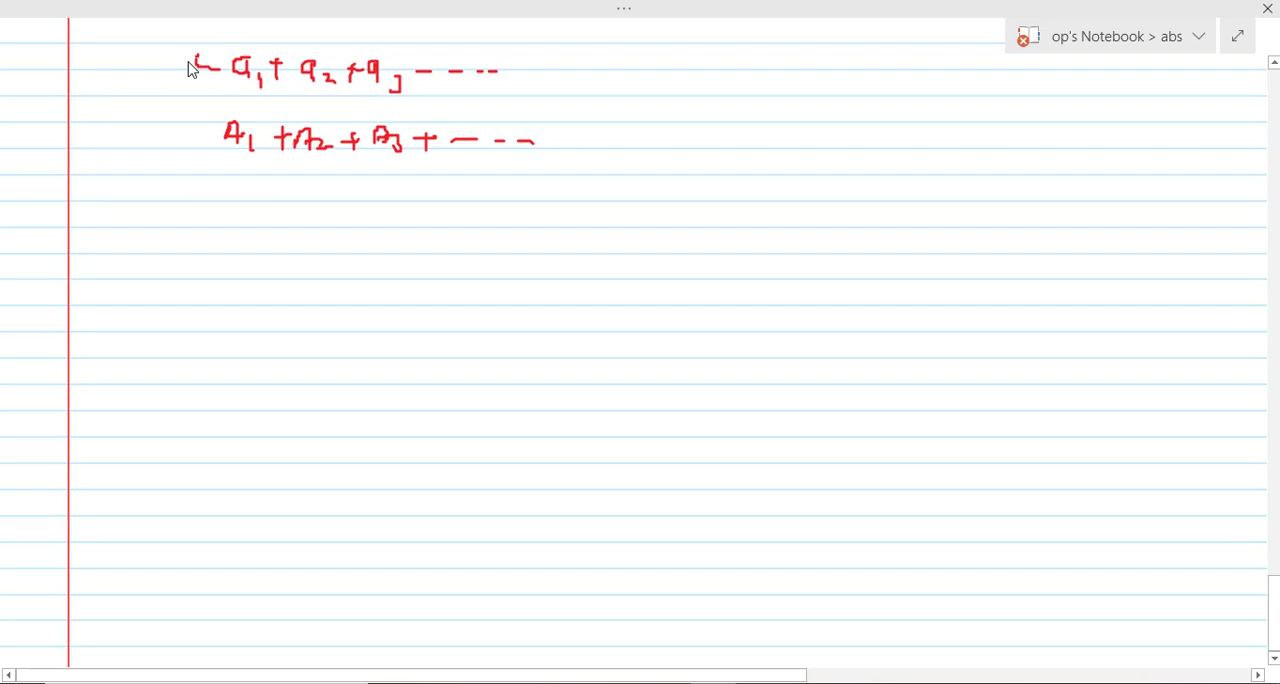 op's Notebook > abs
a₁ + a₂ + a₃ - - --
A₁ + A₂ + A₃ + - - -